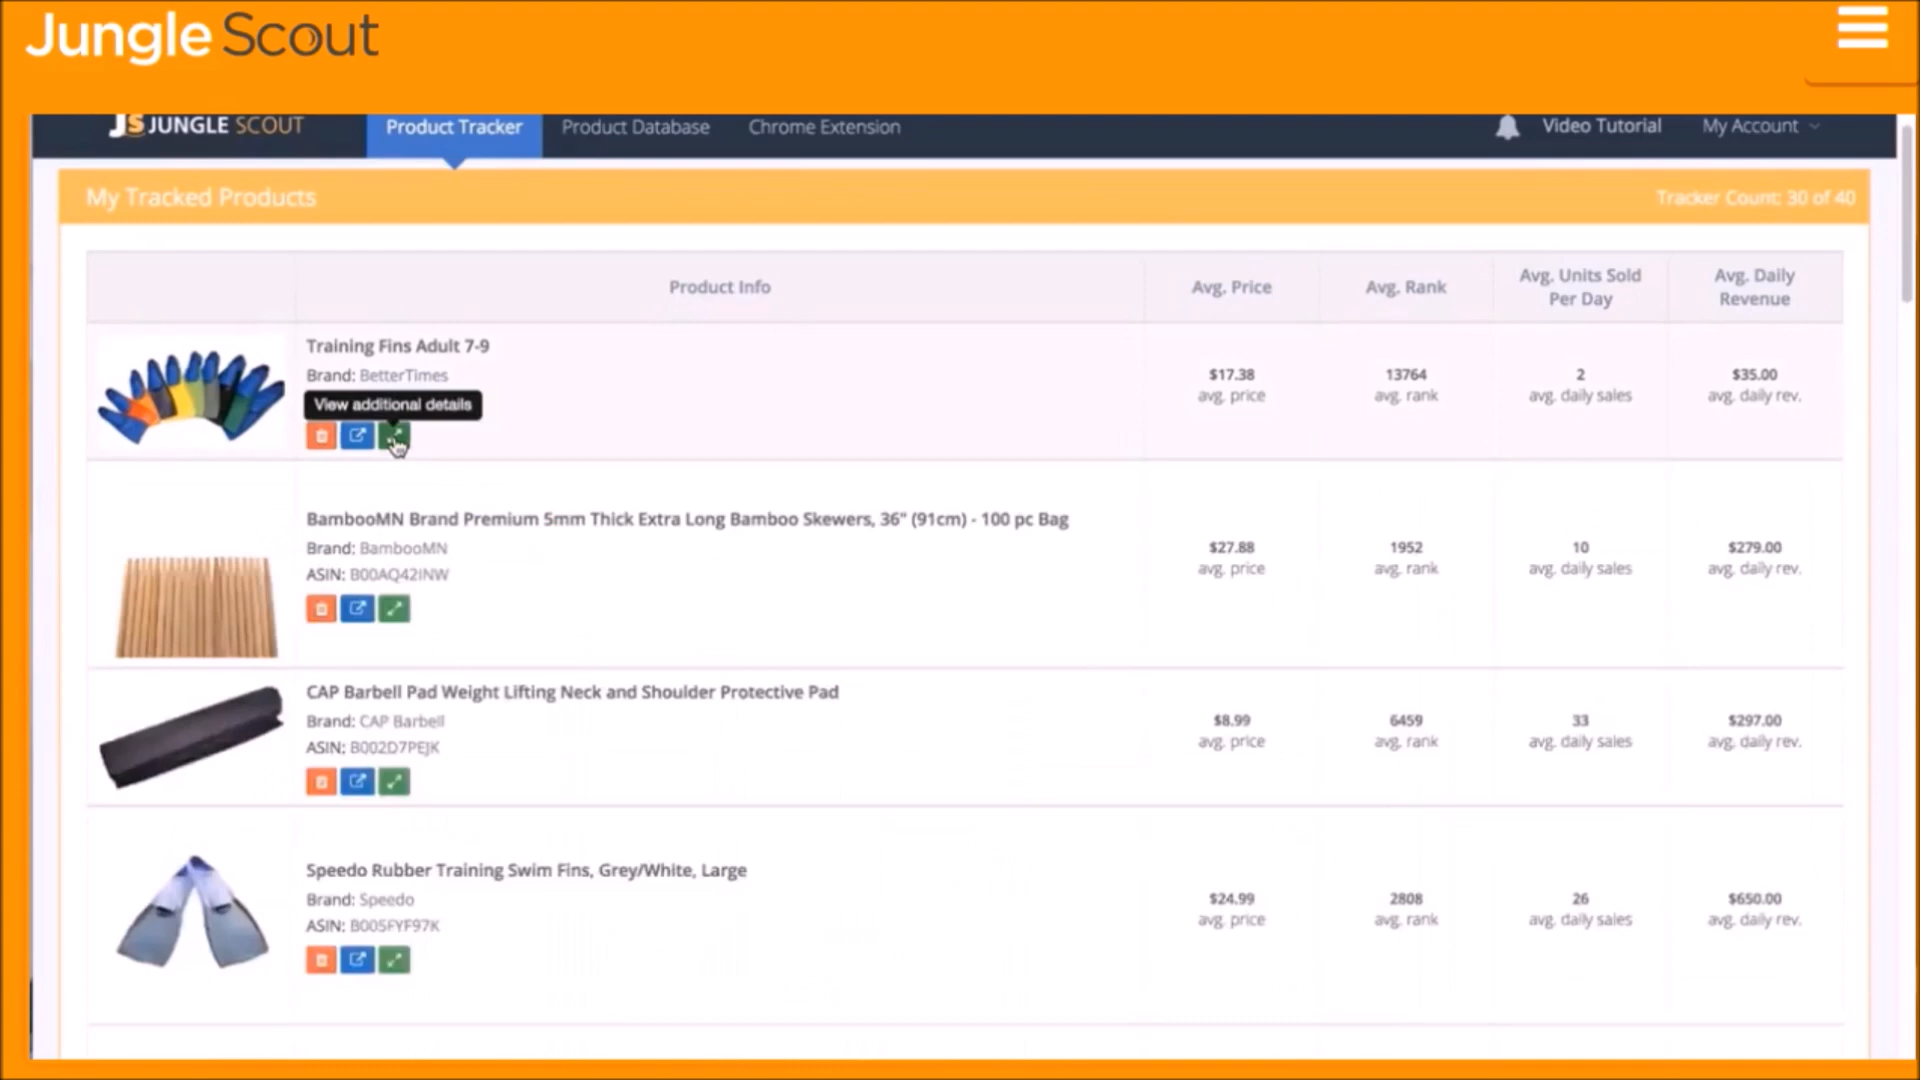 Jungle Scout
JS JUNGLE SCOUT
Product Tracker
Product Database
Chrome Extension
Video Tutorial
My Account
My Tracked Products
Tracker Count: 30 of 40
Product Info
Avg. Price
Avg. Rank
Avg. Units Sold
Per Day
Avg. Daily
Revenue
Training Fins Adult 7-9
Brand: BetterTimes
View additional details
$17.38
avg. price
13764
avg. rank
2
avg. daily sales
$35.00
avg. daily rev.
BambooMN Brand Premium 5mm Thick Extra Long Bamboo Skewers, 36" (91cm) - 100 pc Bag
Brand: BambooMN
ASIN: B00AQ42INW
$27.88
avg. price
1952
avg. rank
10
avg. daily sales
$279.00
avg. daily rev.
CAP Barbell Pad Weight Lifting Neck and Shoulder Protective Pad
Brand: CAP Barbell
ASIN: B002D7PEJK
$8.99
avg. price
6459
avg. rank
33
avg. daily sales
$297.00
avg. daily rev.
Speedo Rubber Training Swim Fins, Grey/White, Large
Brand: Speedo
ASIN: B005FYF97K
$24.99
avg. price
2808
avg. rank
26
avg. daily sales
$650.00
avg. daily rev.